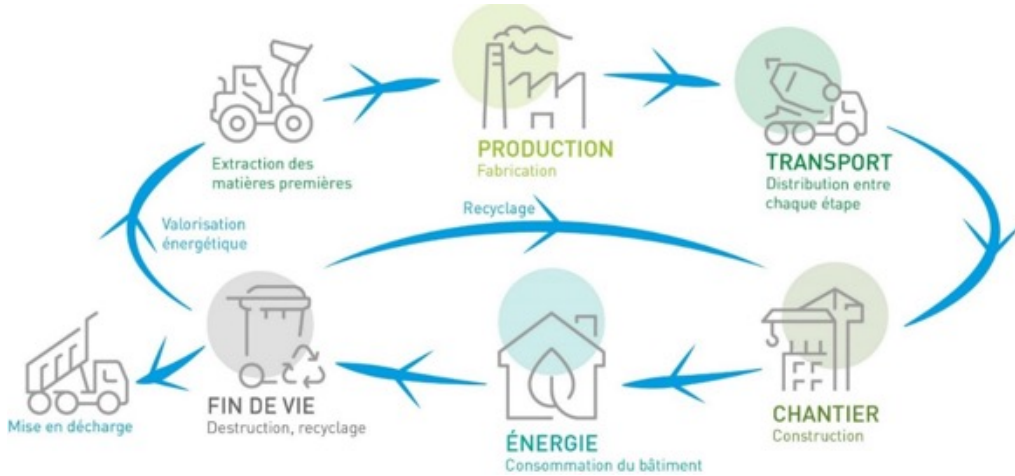 Extraction des
matières premières
PRODUCTION
Fabrication
TRANSPORT
Distribution entre
chaque étape
Valorisation
énergétique
Recyclage
Mise en décharge
FIN DE VIE
Destruction, recyclage
ÉNERGIE
Consommation du bâtiment
CHANTIER
Construction